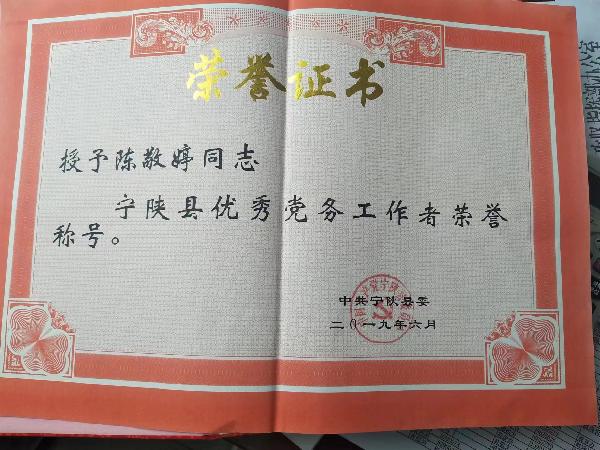 荣誉证书
授予陈敬婷同志
宁陕县优秀党务工作者荣誉
称号。
中共宁陕县委
二〇一九年六月